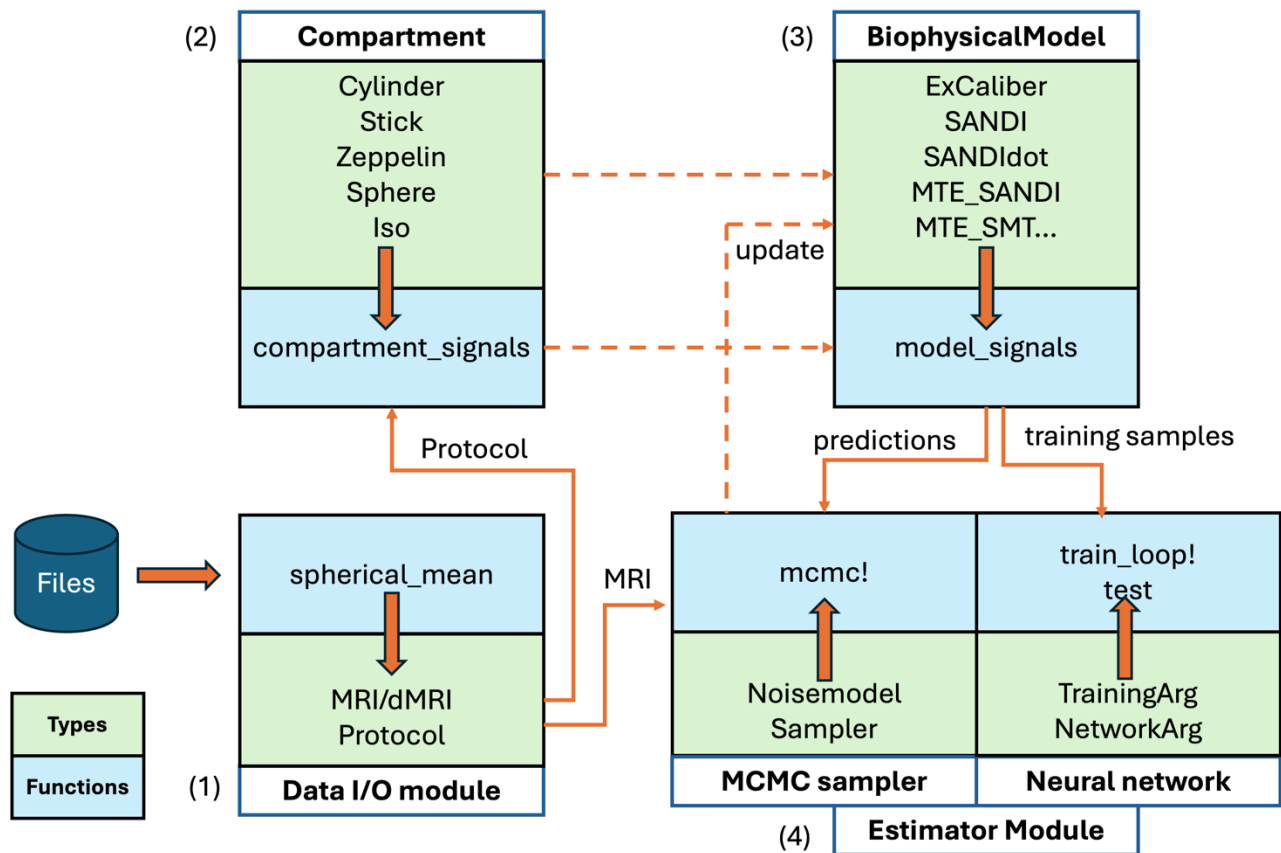 (2)
Compartment
Cylinder
Stick
Zeppelin
Sphere
Iso
compartment_signals
(3)
BiophysicalModel
ExCaliber
SANDI
SANDIdot
MTE_SANDI
MTE_SMT...
model_signals
update
Protocol
predictions
training samples
Files
spherical_mean
MRI/dMRI
Protocol
(1)
Data I/O module
MRI
mcmc!
Noisemodel
Sampler
MCMC sampler
train_loop!
test
TrainingArg
NetworkArg
Neural network
(4)
Estimator Module
Types
Functions